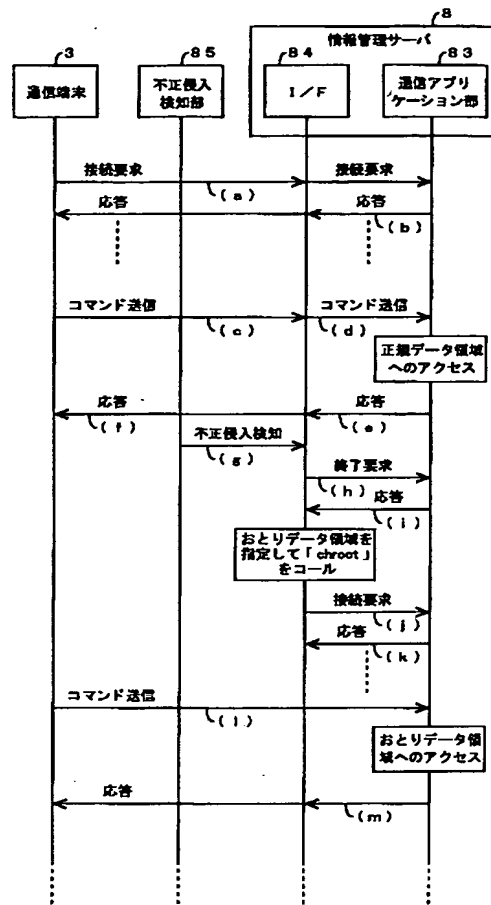 8
情報管理サーバ
3
85
84
83
通信端末
不正侵入
検知部
I/F
通信アプリ
ケーション部
接続要求
接続要求
(a)
応答
応答
(b)
コマンド送信
コマンド送信
(c)
(d)
正規データ領域
へのアクセス
応答
応答
(f)
(e)
不正侵入検知
(g)
終了要求
(h)
応答
(i)
おとりデータ領域を
指定して「chroot」
をコール
接続要求
(j)
応答
(k)
コマンド送信
(l)
おとりデータ領
域へのアクセス
応答
(m)